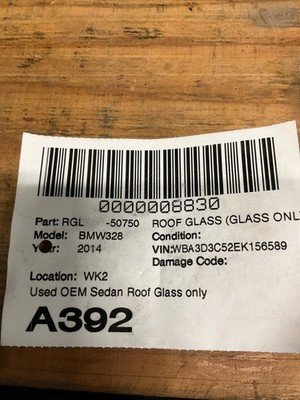 0000008830
Part: RGL -50750 ROOF GLASS (GLASS ONL
Model: BMW328 Condition:
Year: 2014 VIN:WBA3D3C52EK156589
Damage Code:
Location: WK2
Used OEM Sedan Roof Glass only
A392